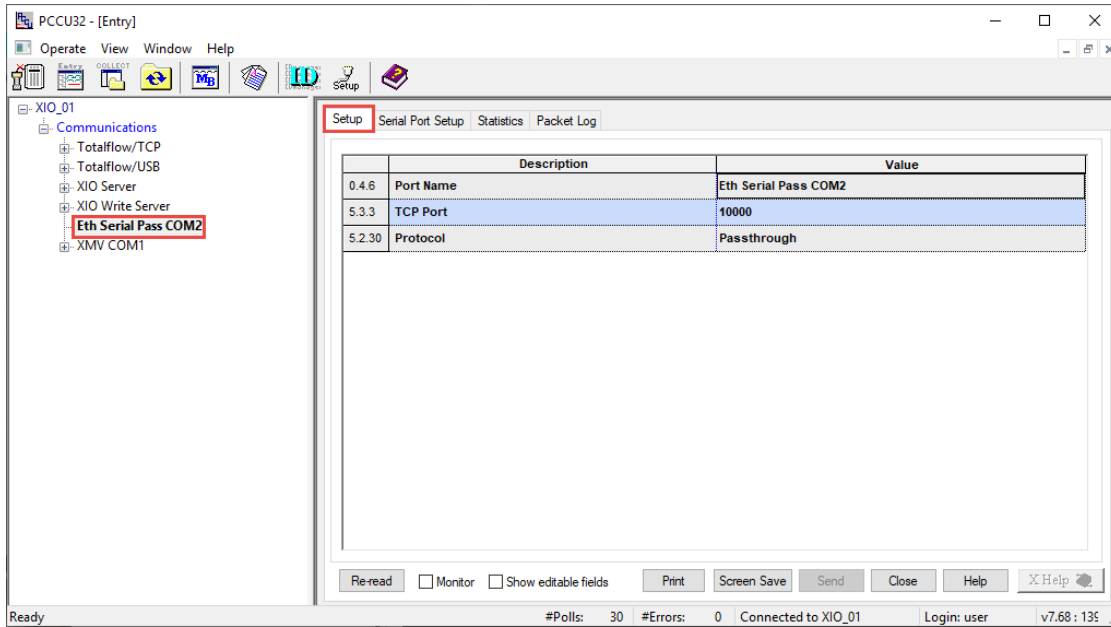 PCCU32 - [Entry]
Operate View Window Help
Entry
COLLECT
MB
ID
Manager
Setup
XIO_01
Communications
Totalflow/TCP
Totalflow/USB
XIO Server
XIO Write Server
Eth Serial Pass COM2
XMV COM1
Setup Serial Port Setup Statistics Packet Log
Description Value
0.4.6 Port Name Eth Serial Pass COM2
5.3.3 TCP Port 10000
5.2.30 Protocol Passthrough
Re-read Monitor Show editable fields Print Screen Save Send Close Help X Help
Ready #Polls: 30 #Errors: 0 Connected to XIO_01 Login: user v7.68 : 139